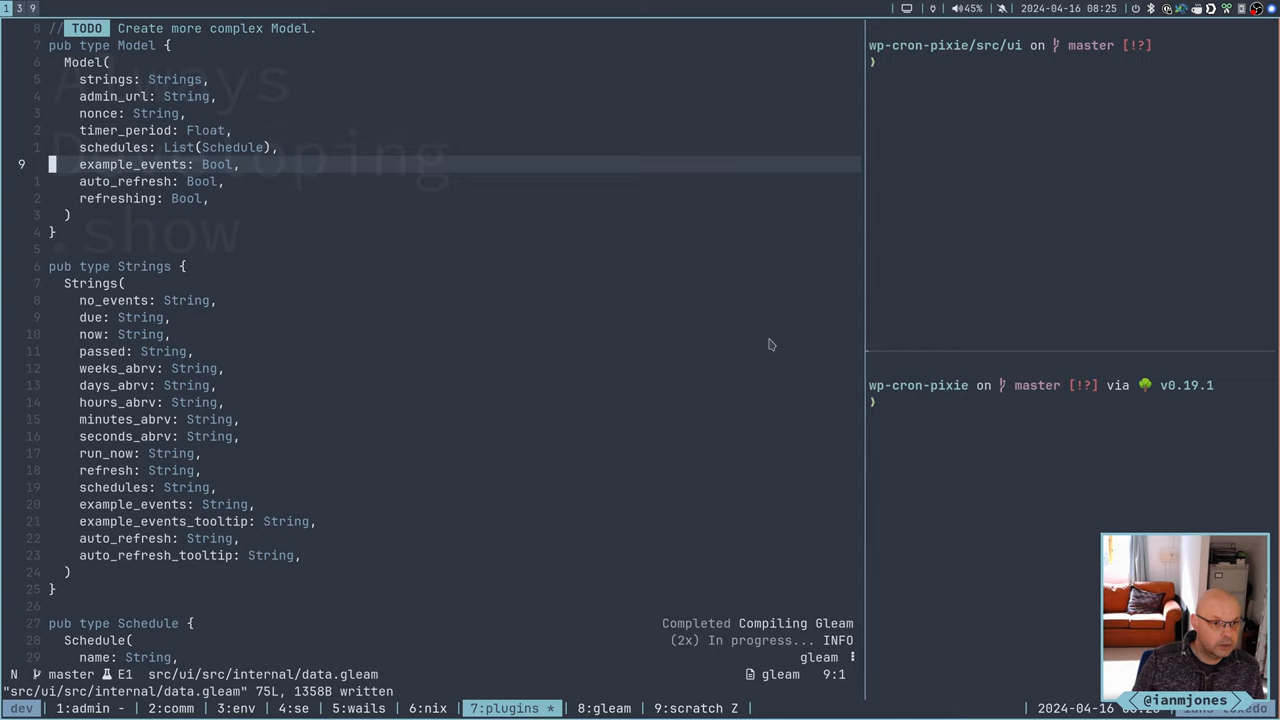 1 3 9
45%
2024-04-16 08:25
8 // TODO Create more complex Model.
7 pub type Model {
6 Model(
5 strings: Strings,
4 admin_url: String,
3 nonce: String,
2 timer_period: Float,
1 schedules: List(Schedule),
9 example_events: Bool,
1 auto_refresh: Bool,
2 refreshing: Bool,
3 )
4 }
5
6 pub type Strings {
7 Strings(
8 no_events: String,
9 due: String,
10 now: String,
11 passed: String,
12 weeks_abrv: String,
13 days_abrv: String,
14 hours_abrv: String,
15 minutes_abrv: String,
16 seconds_abrv: String,
17 run_now: String,
18 refresh: String,
19 schedules: String,
20 example_events: String,
21 example_events_tooltip: String,
22 auto_refresh: String,
23 auto_refresh_tooltip: String,
24 )
25 }
26
27 pub type Schedule {
28 Schedule(
29 name: String,
Always
Developing
.show
Completed Compiling Gleam
(2x) In progress... INFO
gleam
N master E1 src/ui/src/internal/data.gleam
gleam 9:1
"src/ui/src/internal/data.gleam" 75L, 1358B written
wp-cron-pixie/src/ui on master [!?]
❯
wp-cron-pixie on master [!?] via v0.19.1
❯
dev 1:admin - 2:comm 3:env 4:se 5:wails 6:nix 7:plugins * 8:gleam 9:scratch Z
@ianmjones